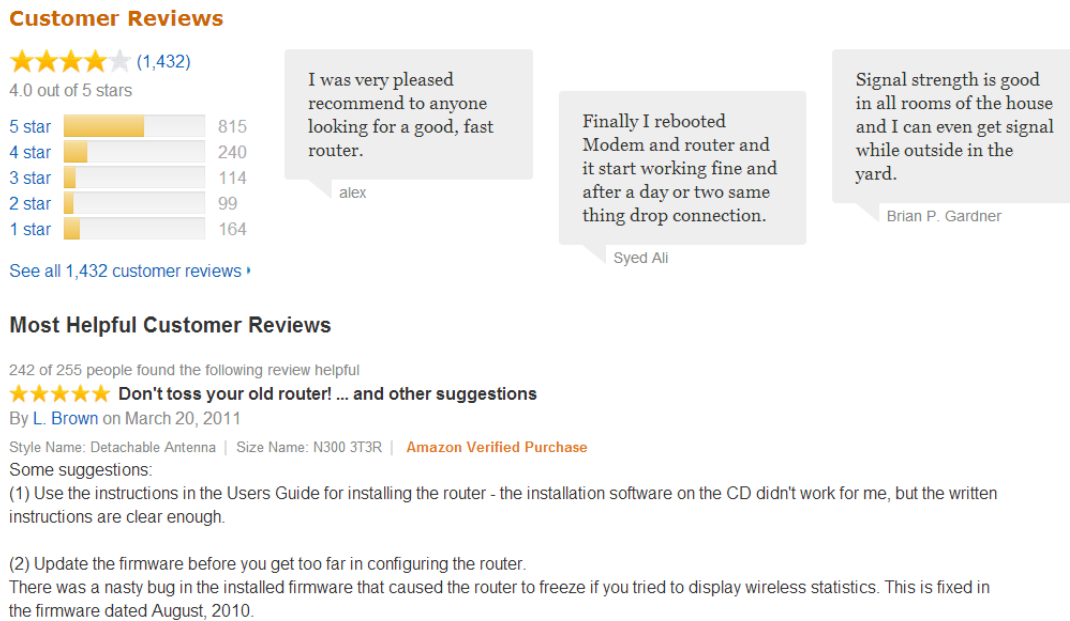 Customer Reviews
(1,432)
4.0 out of 5 stars
5 star 815
4 star 240
3 star 114
2 star 99
1 star 164
See all 1,432 customer reviews
I was very pleased
recommend to anyone
looking for a good, fast
router.
alex
Finally I rebooted
Modem and router and
it start working fine and
after a day or two same
thing drop connection.
Syed Ali
Signal strength is good
in all rooms of the house
and I can even get signal
while outside in the
yard.
Brian P. Gardner
Most Helpful Customer Reviews
242 of 255 people found the following review helpful
Don't toss your old router! ... and other suggestions
By L. Brown on March 20, 2011
Style Name: Detachable Antenna | Size Name: N300 3T3R | Amazon Verified Purchase
Some suggestions:
(1) Use the instructions in the Users Guide for installing the router - the installation software on the CD didn't work for me, but the written
instructions are clear enough.
(2) Update the firmware before you get too far in configuring the router.
There was a nasty bug in the installed firmware that caused the router to freeze if you tried to display wireless statistics. This is fixed in
the firmware dated August, 2010.